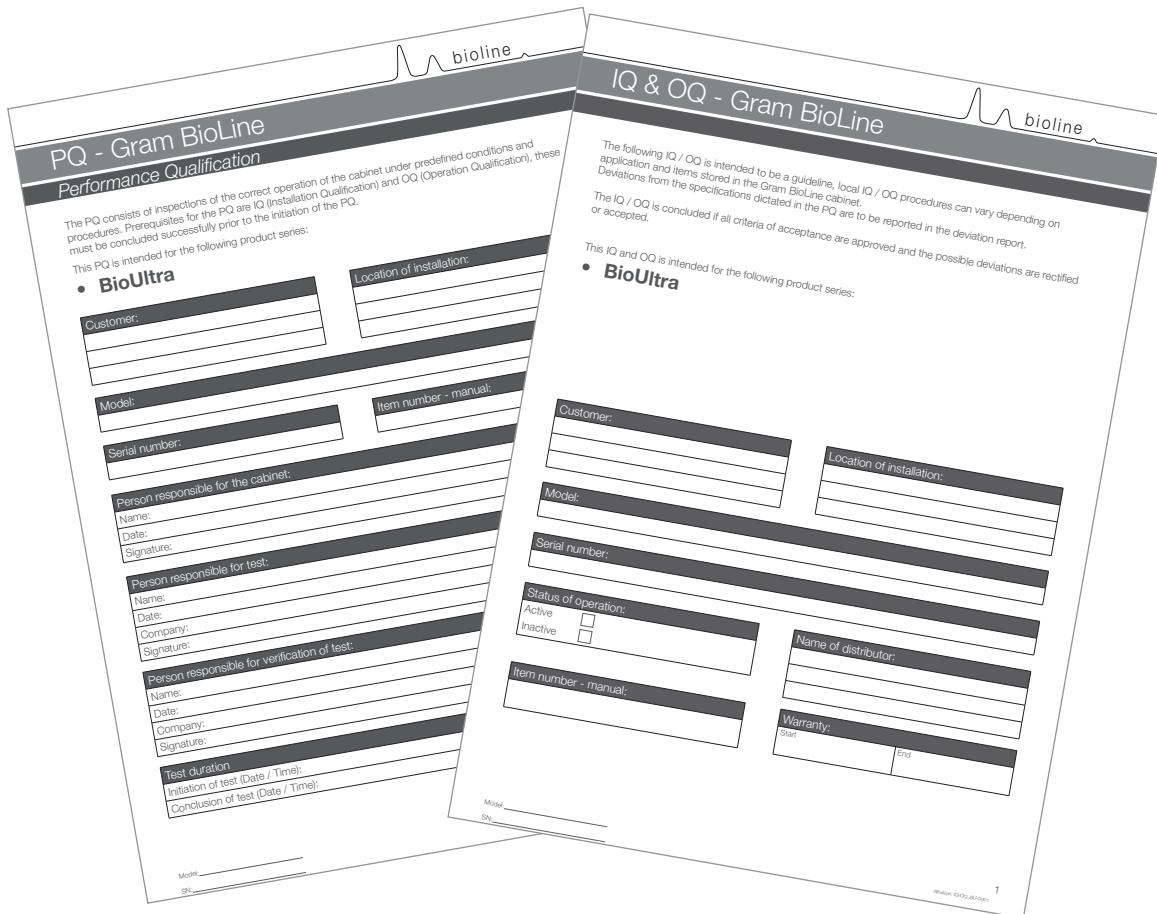 bioline
PQ - Gram BioLine
Performance Qualification
The PQ consists of inspections of the correct operation of the cabinet under predefined conditions and
procedures. Prerequisites for the PQ are IQ (Installation Qualification) and OQ (Operation Qualification), these
must be concluded successfully prior to the initiation of the PQ.
This PQ is intended for the following product series:
• BioUltra
Customer:
Location of installation:
Model:
Serial number:
Item number - manual:
Person responsible for the cabinet:
Name:
Date:
Signature:
Person responsible for test:
Name:
Date:
Company:
Signature:
Person responsible for verification of test:
Name:
Date:
Company:
Signature:
Test duration
Initiation of test (Date / Time):
Conclusion of test (Date / Time):
Model:
SN:
bioline
IQ & OQ - Gram BioLine
The following IQ / OQ is intended to be a guideline, local IQ / OQ procedures can vary depending on
application and items stored in the Gram BioLine cabinet.
Deviations from the specifications dictated in the PQ are to be reported in the deviation report.
The IQ / OQ is concluded if all criteria of acceptance are approved and the possible deviations are rectified
or accepted.
This IQ and OQ is intended for the following product series:
• BioUltra
Customer:
Location of installation:
Model:
Serial number:
Status of operation:
Active
Inactive
Name of distributor:
Item number - manual:
Warranty:
Start
End
Model:
SN:
1